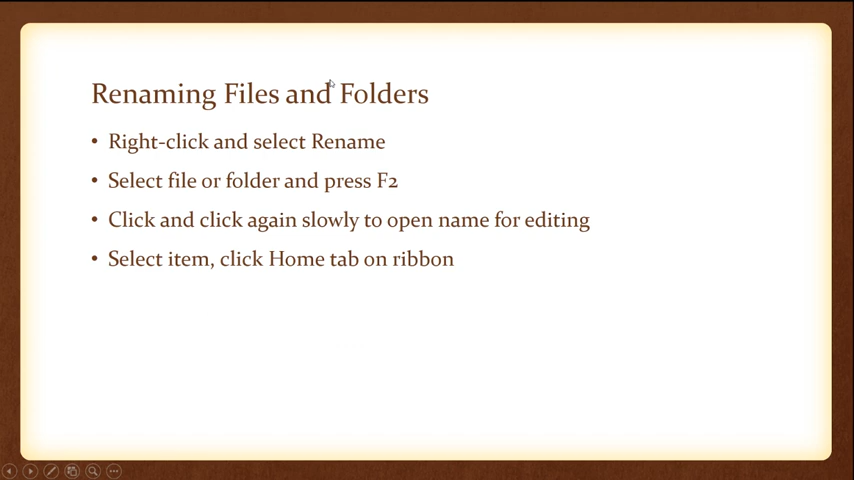 Renaming Files and Folders
• Right-click and select Rename
• Select file or folder and press F2
• Click and click again slowly to open name for editing
• Select item, click Home tab on ribbon